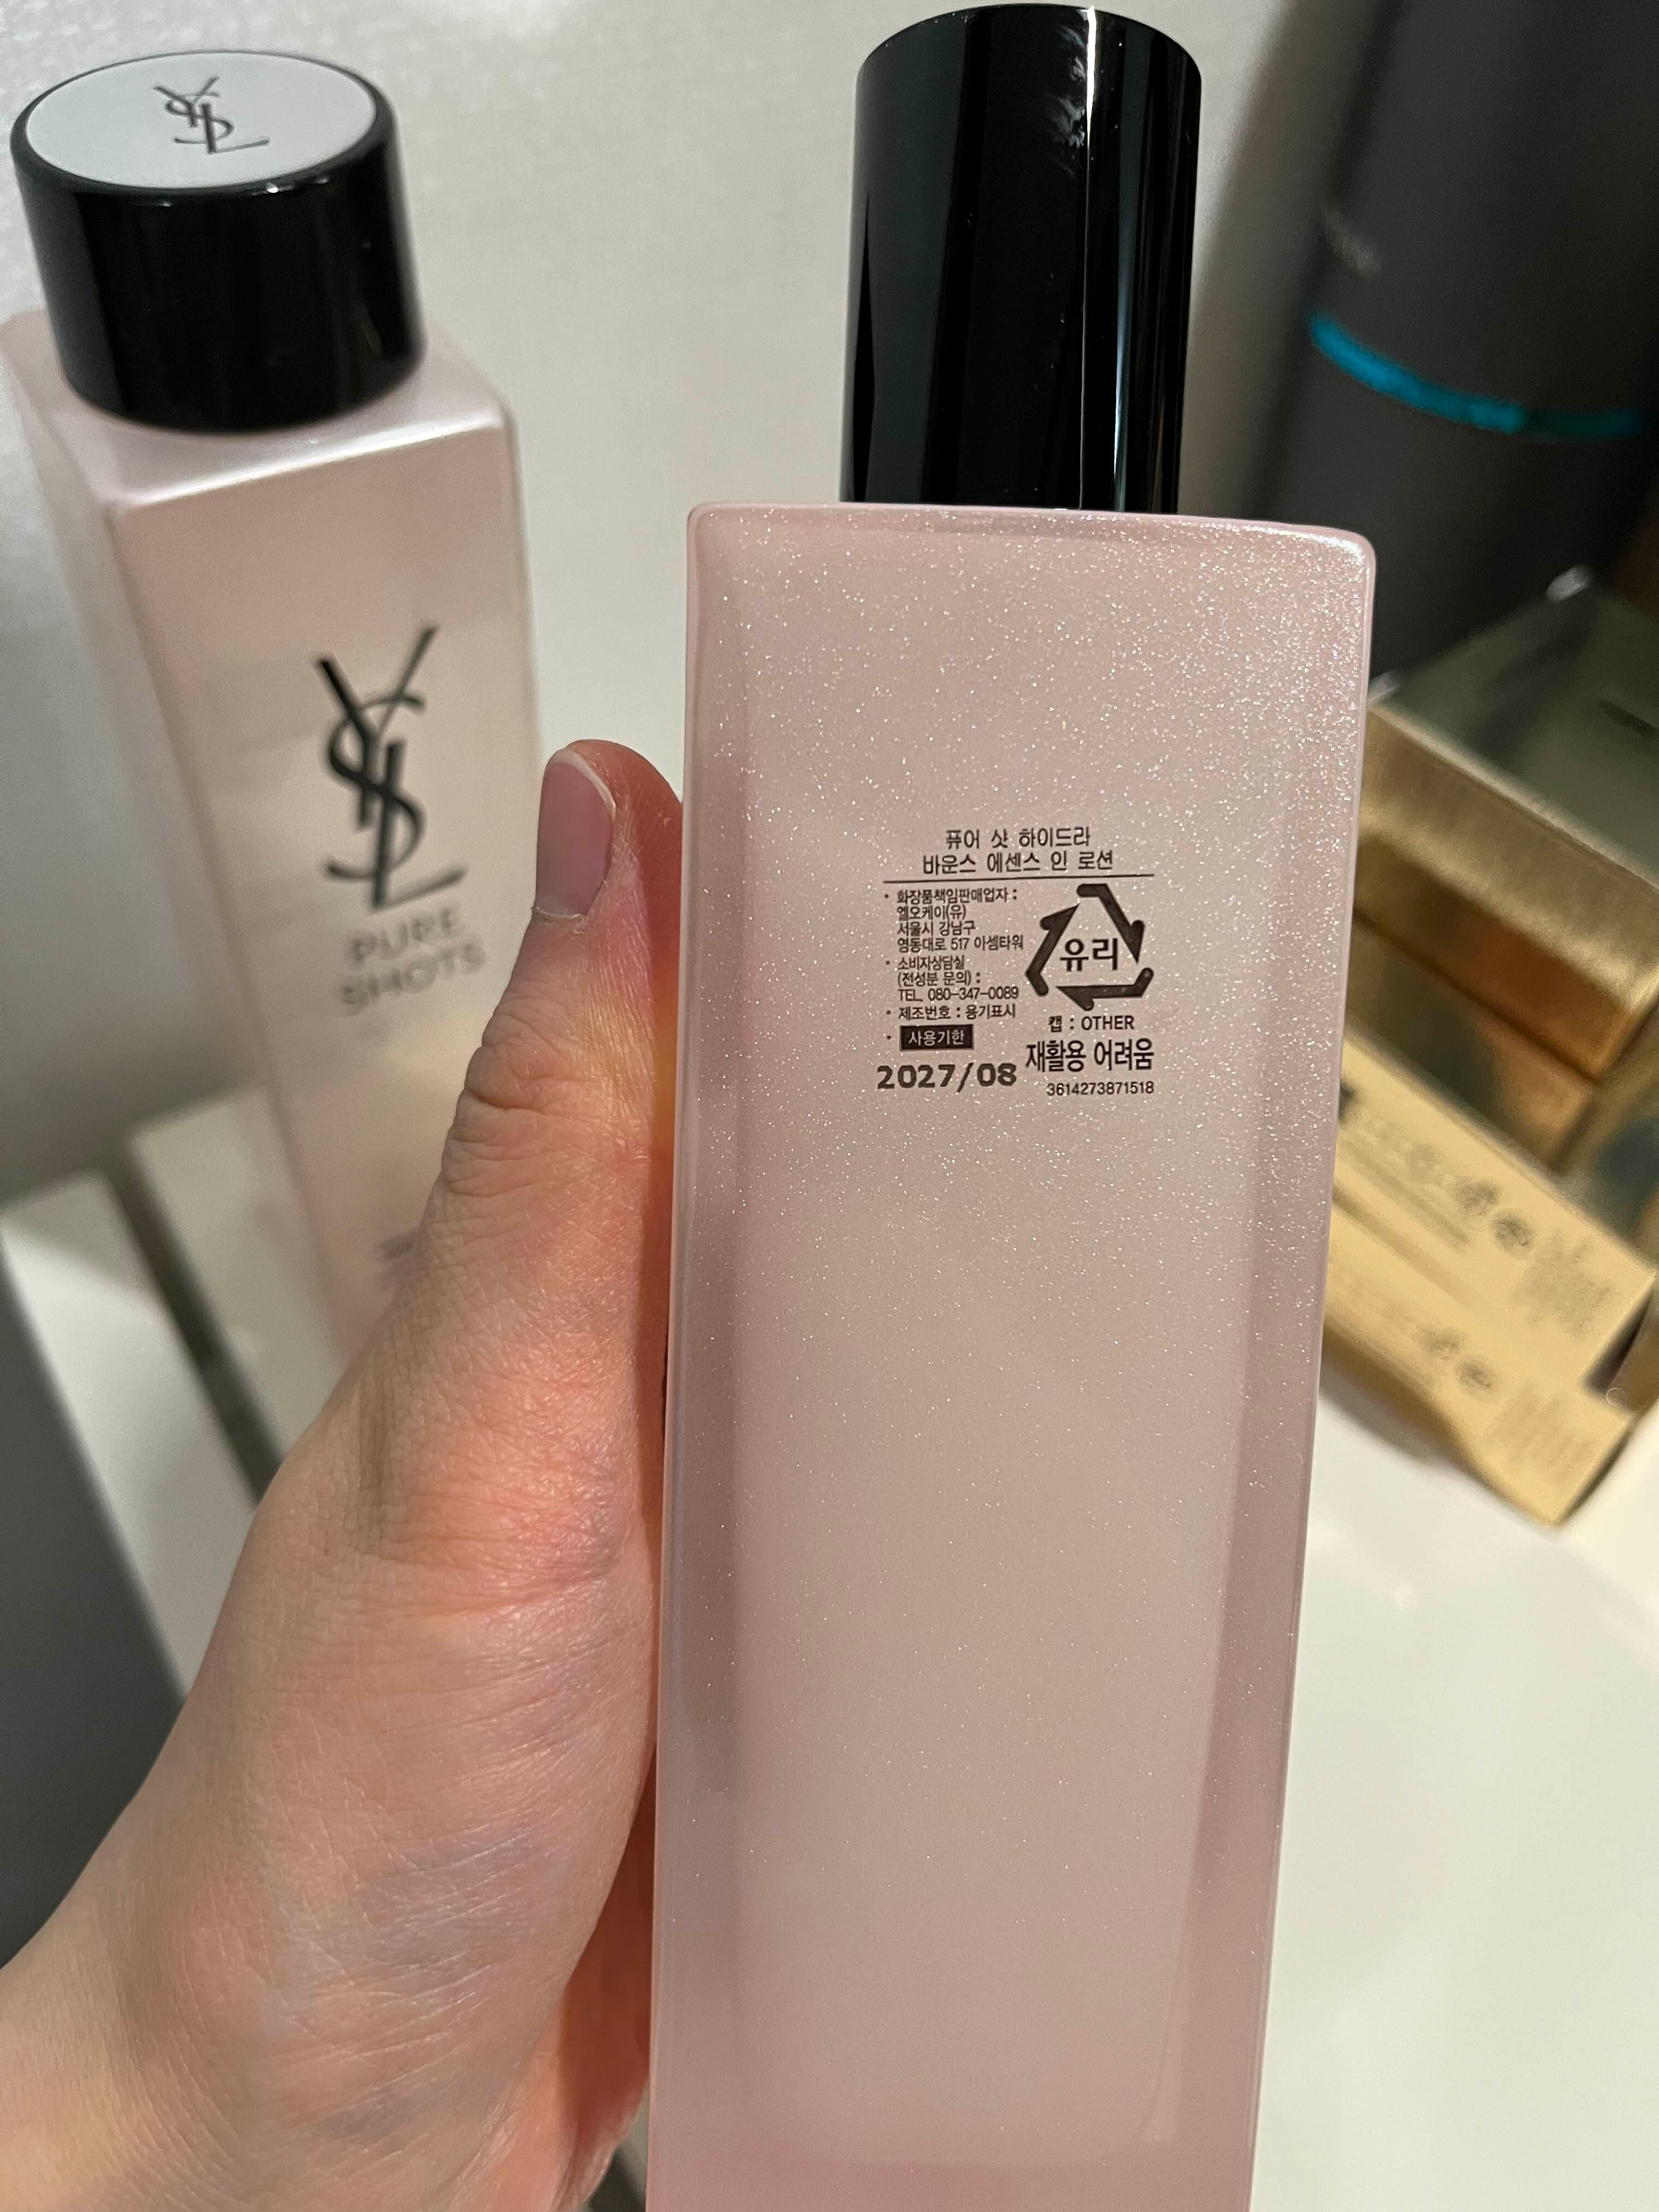 YSL
YSL
PURE
SHOTS
퓨어 샷 하이드라
바운스 에센스 인 로션
• 화장품책임판매업자 :
엘오케이(유)
서울시 강남구
영동대로 517 아셈타워
• 소비자상담실
(전성분 문의) :
TEL. 080-347-0089
• 제조번호 : 용기표시
• 사용기한
2027/08
유리
캡 : OTHER
재활용 어려움
3614273871518